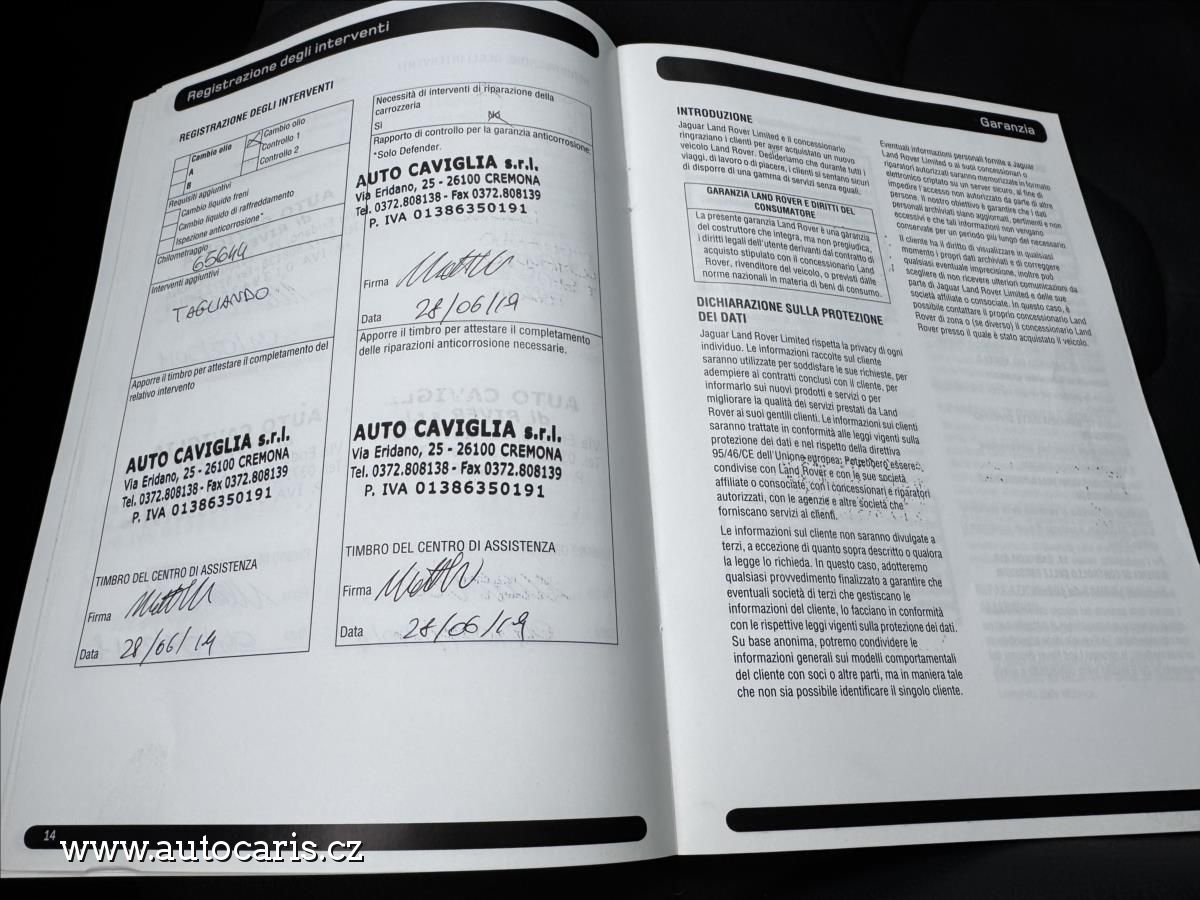 Registrazione degli interventi
REGISTRAZIONE DEGLI INTERVENTI
Cambio olio
A
B
Cambio olio
Controllo 1
Controllo 2
Requisiti aggiuntivi
Cambio liquido freni
Cambio liquido di raffreddamento
Ispezione anticorrosione*
Chilometraggio
65644
Interventi aggiuntivi
TAGLIANDO
Apporre il timbro per attestare il completamento del
relativo intervento
AUTO CAVIGLIA s.r.l.
Via Eridano, 25 - 26100 CREMONA
Tel. 0372.808138 - Fax 0372.808139
P. IVA 01386350191
TIMBRO DEL CENTRO DI ASSISTENZA
Firma
Data 28/06/19
Necessità di interventi di riparazione della
carrozzeria
Sì No
Rapporto di controllo per la garanzia anticorrosione:
*Solo Defender.
AUTO CAVIGLIA s.r.l.
Via Eridano, 25 - 26100 CREMONA
Tel. 0372.808138 - Fax 0372.808139
P. IVA 01386350191
Firma
Data 28/06/19
Apporre il timbro per attestare il completamento
delle riparazioni anticorrosione necessarie.
AUTO CAVIGLIA s.r.l.
Via Eridano, 25 - 26100 CREMONA
Tel. 0372.808138 - Fax 0372.808139
P. IVA 01386350191
TIMBRO DEL CENTRO DI ASSISTENZA
Firma
Data 28/06/19
14
Garanzia
INTRODUZIONE
Jaguar Land Rover Limited e il concessionario
ringraziano i clienti per aver acquistato un nuovo
veicolo Land Rover. Desideriamo che durante tutti i
viaggi, di lavoro o di piacere, i clienti si sentano sicuri
di disporre di una gamma di servizi senza eguali.
GARANZIA LAND ROVER E DIRITTI DEL
CONSUMATORE
La presente garanzia Land Rover è una garanzia
del costruttore che integra, ma non pregiudica,
i diritti legali dell'utente derivanti dal contratto di
acquisto stipulato con il concessionario Land
Rover, rivenditore del veicolo, o previsti dalle
norme nazionali in materia di beni di consumo.
DICHIARAZIONE SULLA PROTEZIONE
DEI DATI
Jaguar Land Rover Limited rispetta la privacy di ogni
individuo. Le informazioni raccolte sul cliente
saranno utilizzate per soddisfare le sue richieste, per
adempiere ai contratti conclusi con il cliente, per
informarlo sui nuovi prodotti e servizi o per
migliorare la qualità dei servizi prestati da Land
Rover ai suoi gentili clienti. Le informazioni sui clienti
saranno trattate in conformità alle leggi vigenti sulla
protezione dei dati e nel rispetto della direttiva
95/46/CE dell'Unione europea; essere
condivise con Land Rover e con le sue società
affiliate o consociate, con i concessionari e riparatori
autorizzati, con le agenzie e altre società che
forniscano servizi ai clienti.
Le informazioni sul cliente non saranno divulgate a
terzi, a eccezione di quanto sopra descritto o qualora
la legge lo richieda. In questo caso, adotteremo
qualsiasi provvedimento finalizzato a garantire che
eventuali società di terzi che gestiscano le
informazioni del cliente, lo facciano in conformità
con le rispettive leggi vigenti sulla protezione dei dati.
Su base anonima, potremo condividere le
informazioni generali sui modelli comportamentali
del cliente con soci o altre parti, ma in maniera tale
che non sia possibile identificare il singolo cliente.
Eventuali informazioni personali fornite a Jaguar
Land Rover Limited o ai suoi concessionari o
riparatori autorizzati saranno memorizzate in formato
elettronico criptato su un server sicuro, al fine di
impedire l'accesso non autorizzato da parte di altre
persone. Il nostro obiettivo è garantire che i dati
personali archiviati siano aggiornati, pertinenti e non
eccessivi e che tali informazioni non vengano
conservate per un periodo più lungo del necessario.
Il cliente ha il diritto di visualizzare in qualsiasi
momento i propri dati archiviati e di correggere
qualsiasi eventuale imprecisione, inoltre può
scegliere di non ricevere ulteriori comunicazioni da
parte di Jaguar Land Rover Limited e delle sue
società affiliate o consociate. In questo caso, è
possibile contattare il proprio concessionario Land
Rover di zona o (se diverso) il concessionario Land
Rover presso il quale è stato acquistato il veicolo.
www.autocaris.cz